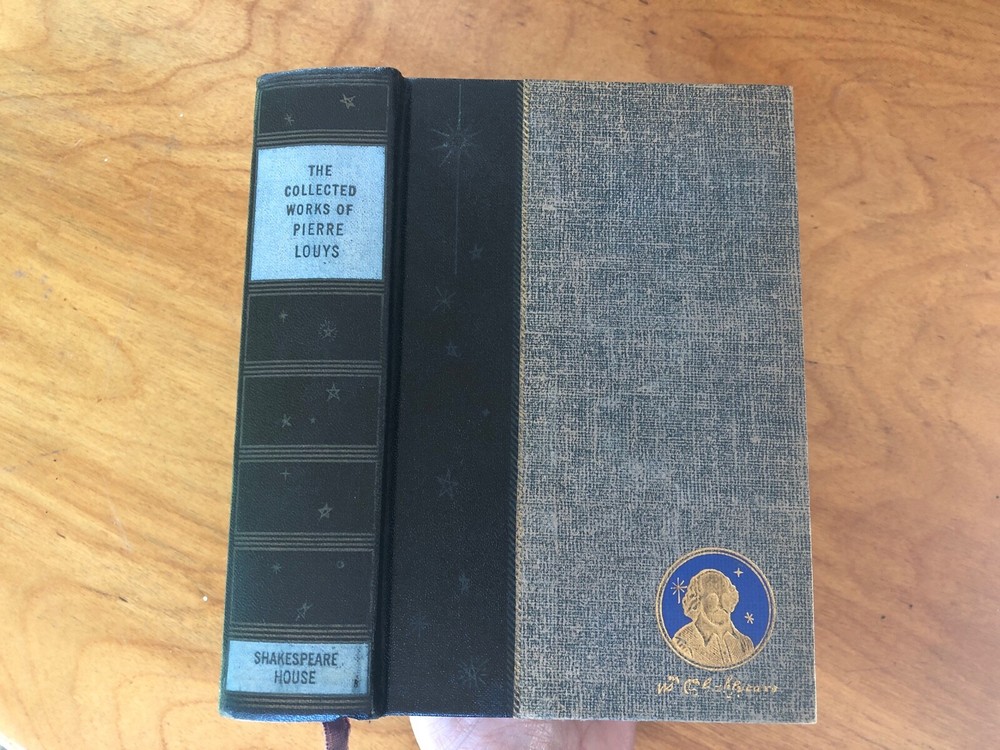 THE
COLLECTED
WORKS OF
PIERRE
LOUYS
SHAKESPEARE
HOUSE